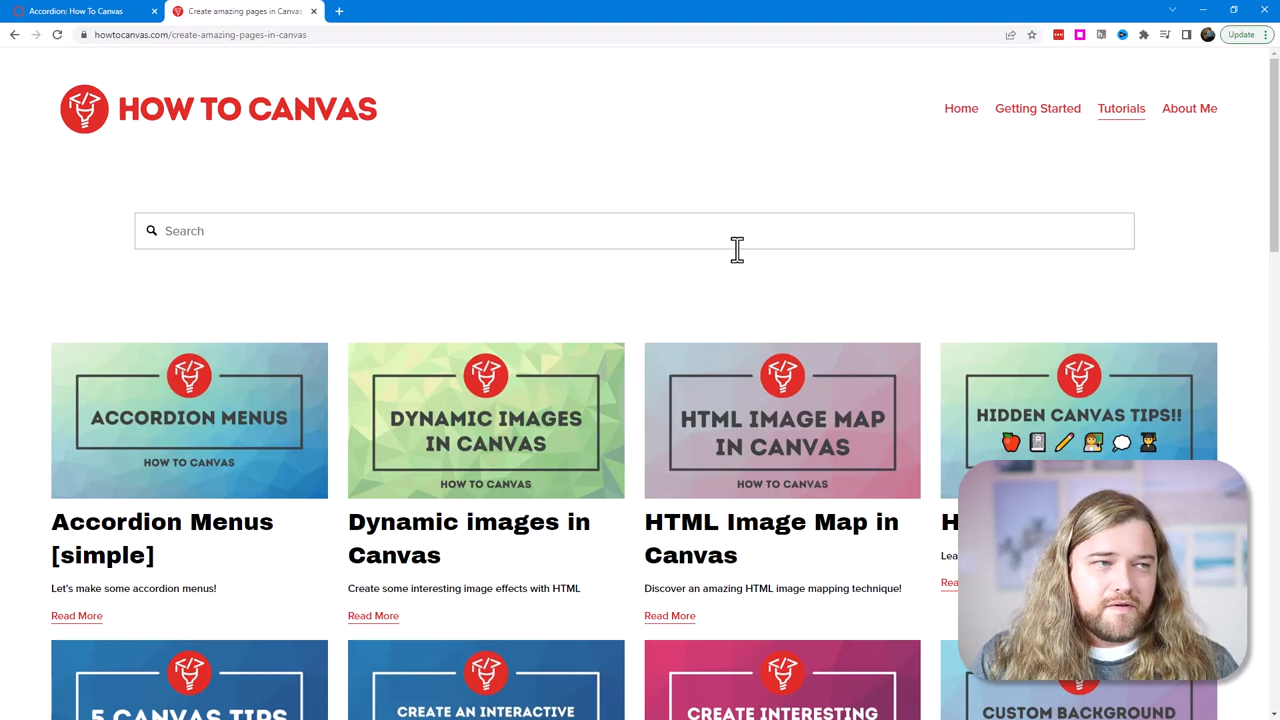 Accordion: How To Canvas
Create amazing pages in Canvas
howtocanvas.com/create-amazing-pages-in-canvas
Update
HOW TO CANVAS
Home
Getting Started
Tutorials
About Me
Search
ACCORDION MENUS
HOW TO CANVAS
DYNAMIC IMAGES
IN CANVAS
HOW TO CANVAS
HTML IMAGE MAP
IN CANVAS
HOW TO CANVAS
HIDDEN CANVAS TIPS!!
Accordion Menus
[simple]
Let's make some accordion menus!
Read More
Dynamic images in
Canvas
Create some interesting image effects with HTML
Read More
HTML Image Map in
Canvas
Discover an amazing HTML image mapping technique!
Read More
5 CANVAS TIPS
CREATE AN INTERACTIVE
CREATE INTERESTING
CUSTOM BACKGROUND